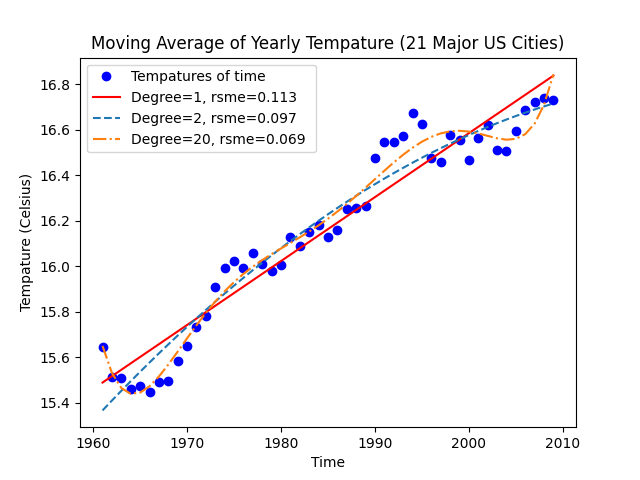 Moving Average of Yearly Tempature (21 Major US Cities)
Tempatures of time
Degree=1, rsme=0.113
Degree=2, rsme=0.097
Degree=20, rsme=0.069
Tempature (Celsius)
16.8
16.6
16.4
16.2
16.0
15.8
15.6
15.4
1960 1970 1980 1990 2000 2010
Time